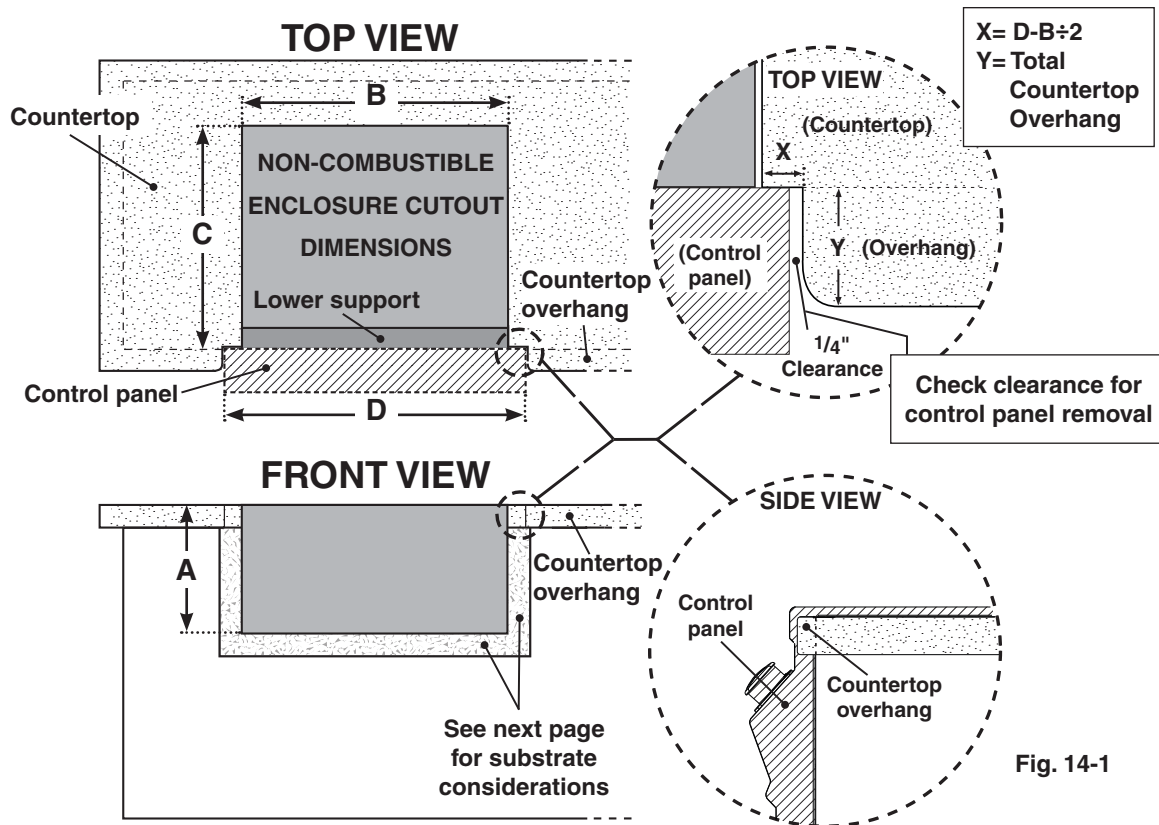 TOP VIEW
B
Countertop
NON-COMBUSTIBLE
ENCLOSURE CUTOUT
DIMENSIONS
C
Lower support
Countertop
overhang
Control panel
D
TOP VIEW
(Countertop)
X
(Control
panel)
Y
(Overhang)
1/4"
Clearance
X= D-B÷2
Y= Total
Countertop
Overhang
Check clearance for
control panel removal
FRONT VIEW
A
Countertop
overhang
See next page
for substrate
considerations
SIDE VIEW
Control
panel
Countertop
overhang
Fig. 14-1